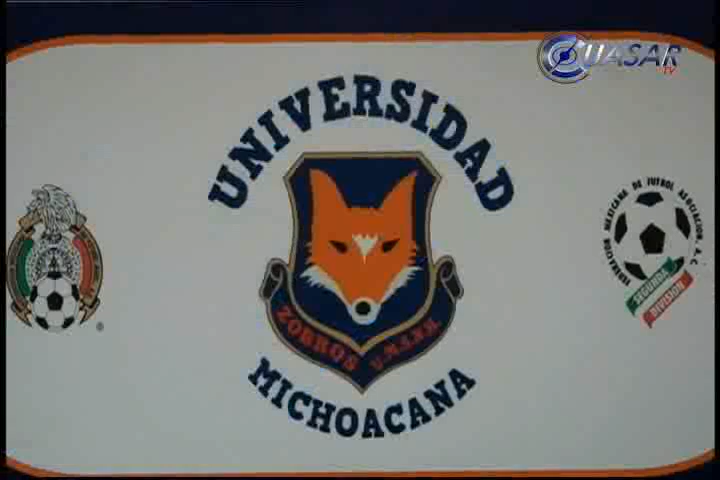 QUASAR TV
UNIVERSIDAD
FEDERACION MEXICANA DE FUTBOL ASOCIACION, A.C.
SEGUNDA
DIVISION
ZORROS U.M.S.N.H.
MICHOACANA
®